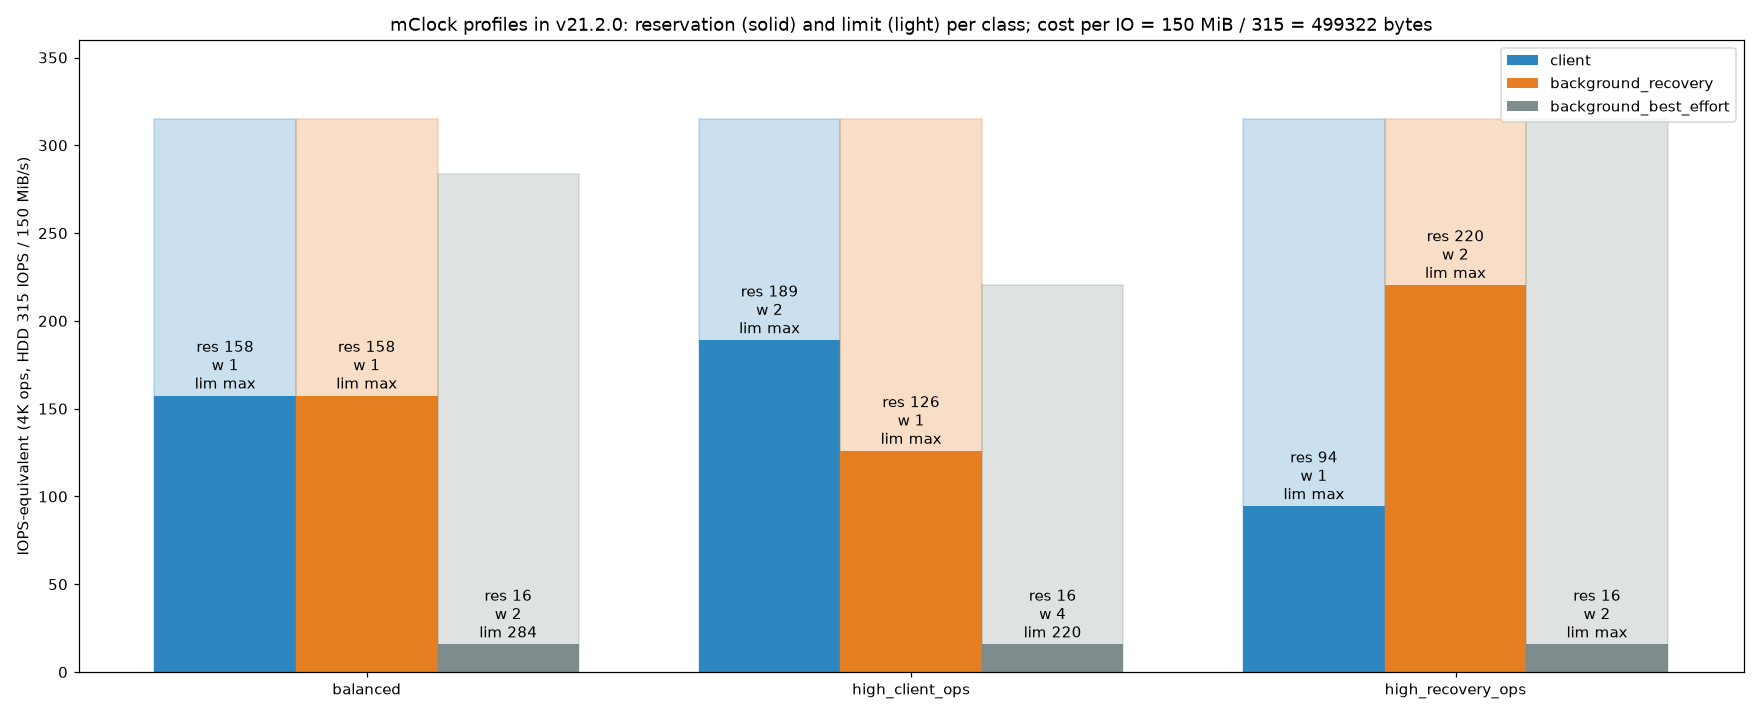 mClock profiles in v21.2.0: reservation (solid) and limit (light) per class; cost per IO = 150 MiB / 315 = 499322 bytes
IOPS-equivalent (4K ops, HDD 315 IOPS / 150 MiB/s)
350
300
250
200
150
100
50
0
client
background_recovery
background_best_effort
res 158
w 1
lim max
res 158
w 1
lim max
res 16
w 2
lim 284
res 189
w 2
lim max
res 126
w 1
lim max
res 16
w 4
lim 220
res 94
w 1
lim max
res 220
w 2
lim max
res 16
w 2
lim max
balanced
high_client_ops
high_recovery_ops